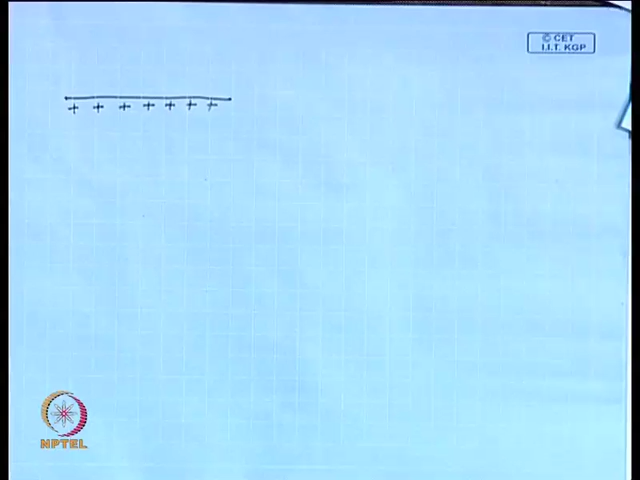 © CET
I.I.T. KGP
+ + + + + + +
NPTEL